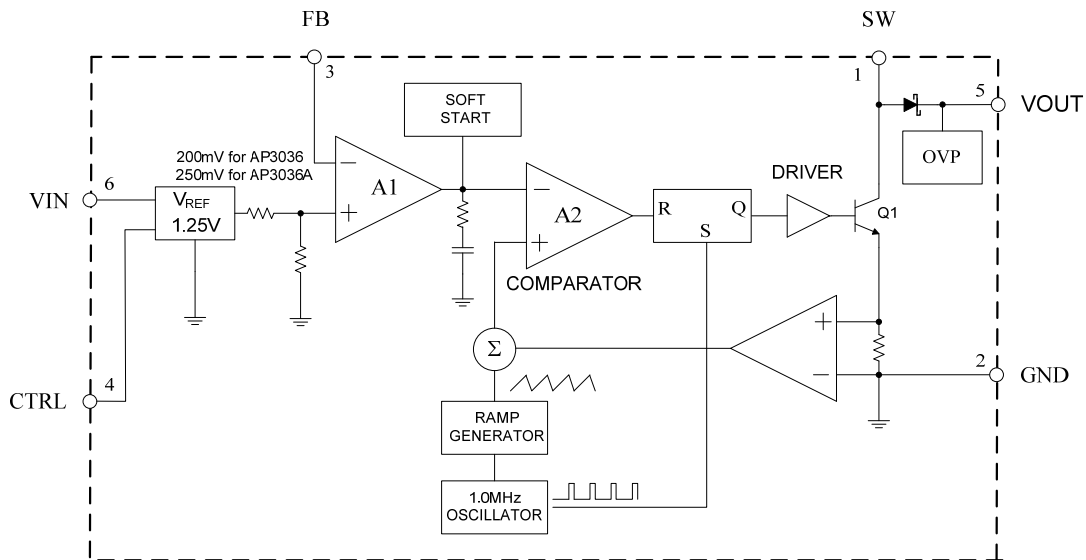 FB
SW
3
1
5
VOUT
SOFT
START
OVP
200mV for AP3036
250mV for AP3036A
DRIVER
6
VIN
VREF
1.25V
−
+
A1
−
+
A2
R
Q
S
Q1
COMPARATOR
+
−
Σ
2
GND
4
CTRL
RAMP
GENERATOR
1.0MHz
OSCILLATOR